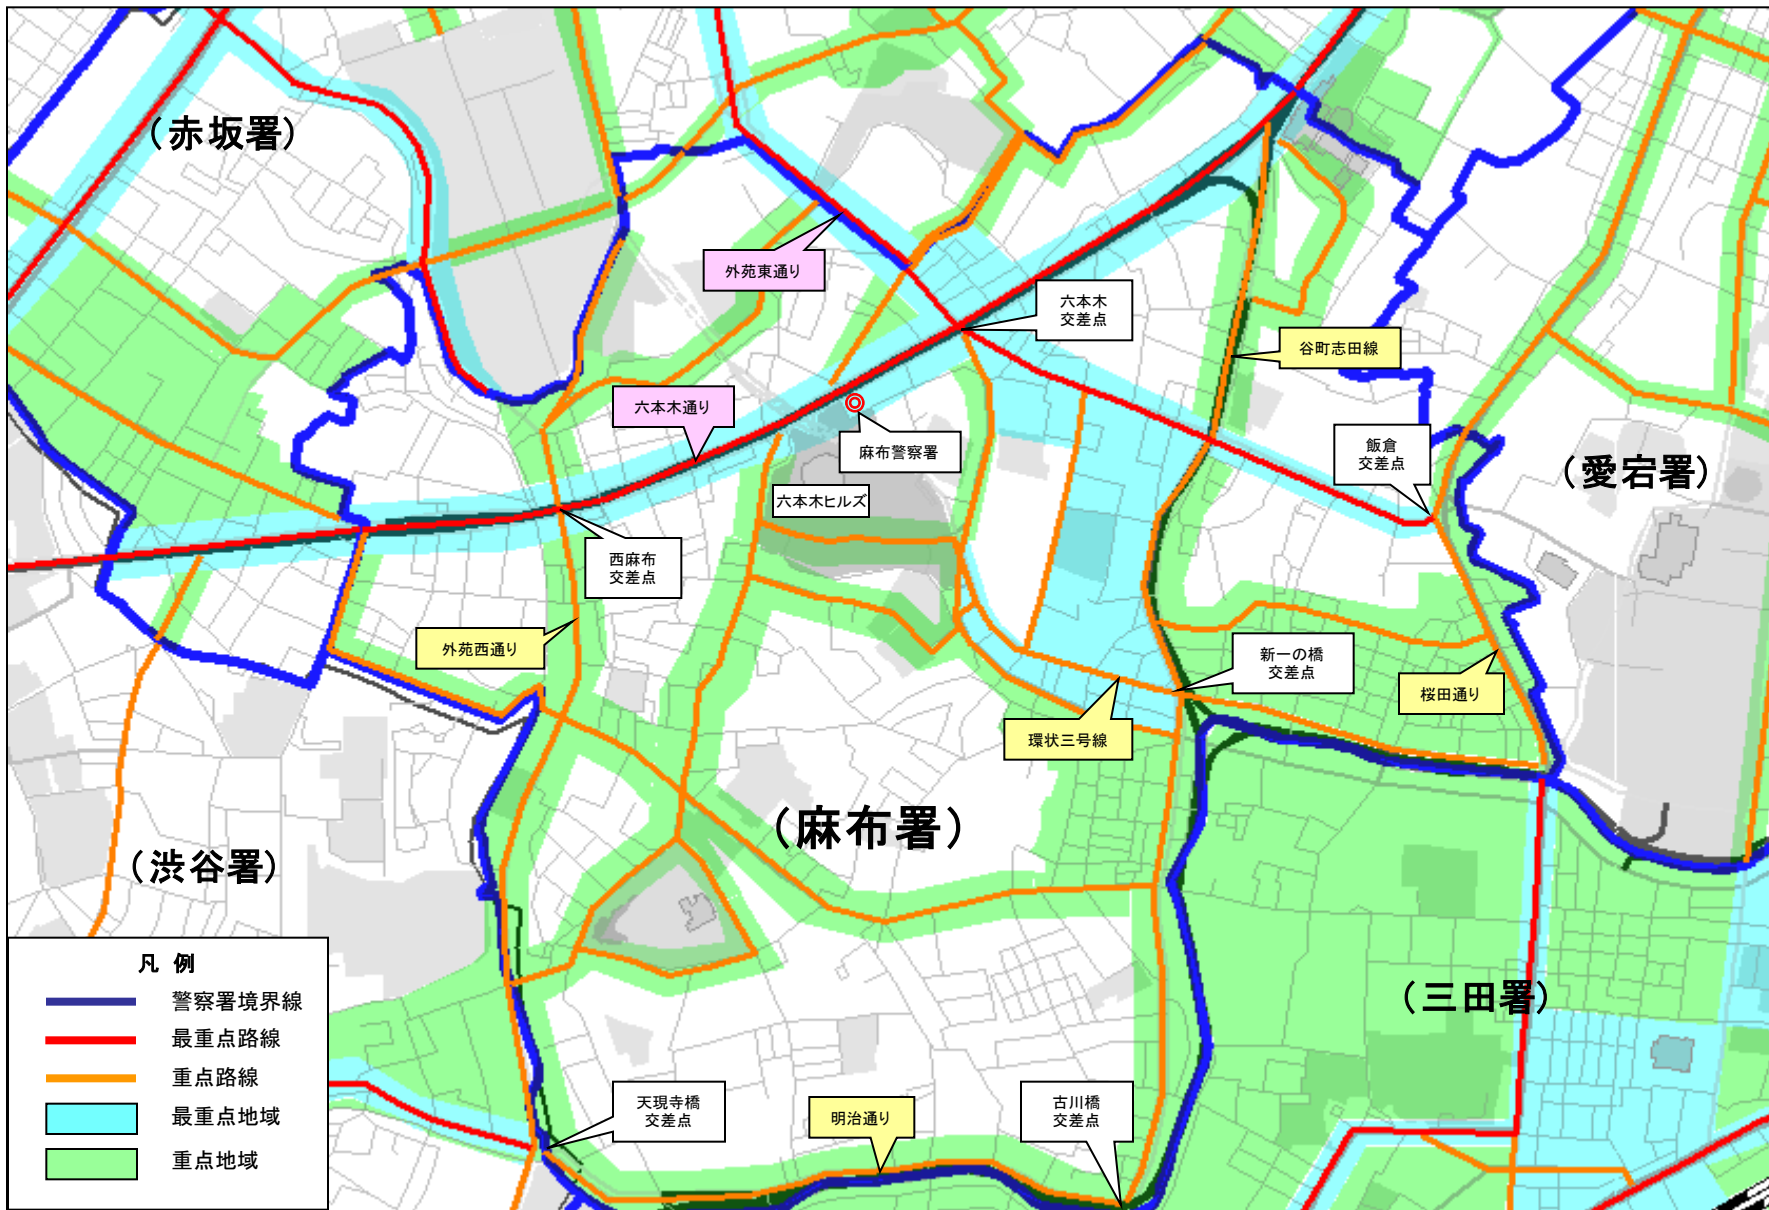 （赤坂署）
外苑東通り
六本木
交差点
谷町志田線
六本木通り
麻布警察署
飯倉
交差点
（愛宕署）
六本木ヒルズ
西麻布
交差点
外苑西通り
新一の橋
交差点
桜田通り
環状三号線
（麻布署）
（渋谷署）
（三田署）
凡 例
警察署境界線
最重点路線
重点路線
最重点地域
重点地域
天現寺橋
交差点
明治通り
古川橋
交差点